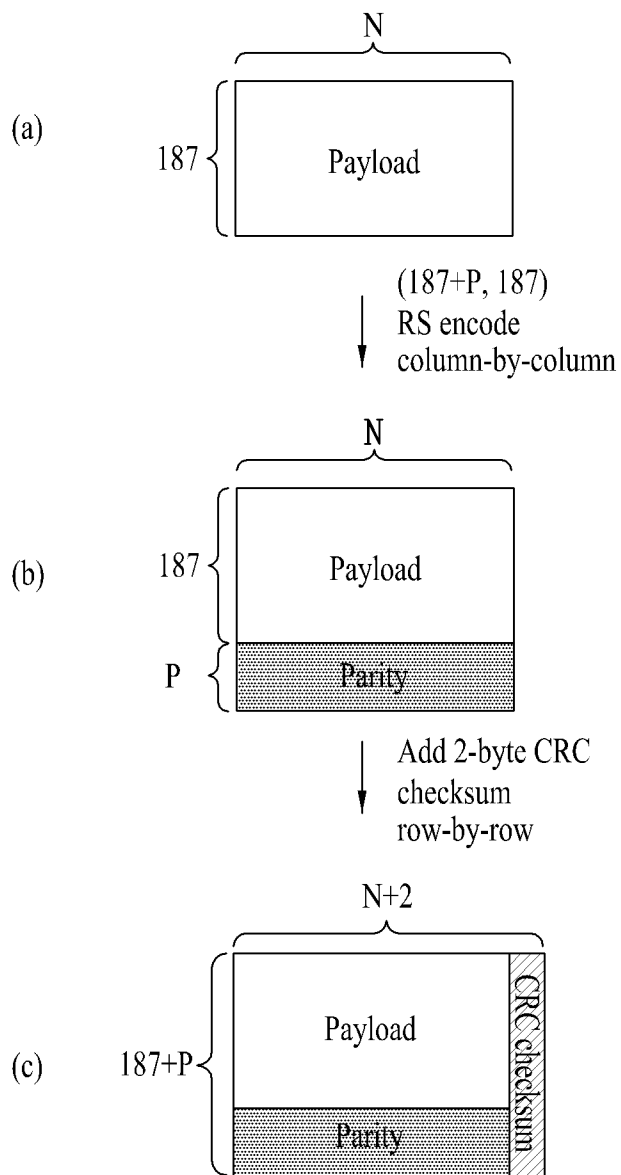 N
(a)
187
Payload
(187+P, 187)
RS encode
column-by-column
N
(b)
187
Payload
P
Parity
Add 2-byte CRC
checksum
row-by-row
N+2
(c)
187+P
Payload
Parity
CRC checksum